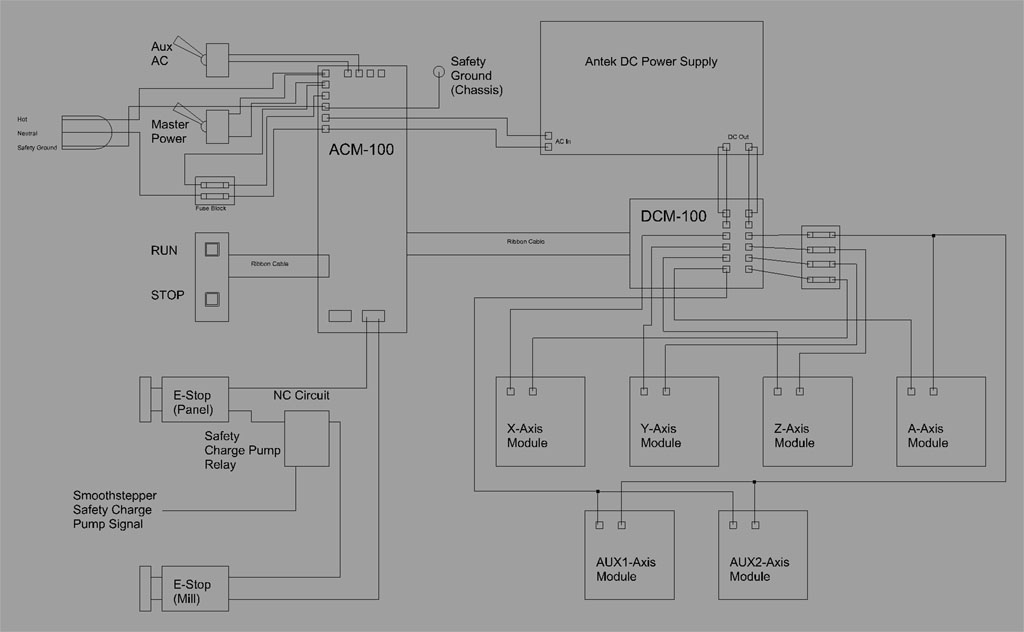 Aux
AC
Safety
Ground
(Chassis)
Antek DC Power Supply
Hot
Neutral
Safety Ground
Master
Power
ACM-100
AC In
DC Out
Fuse Block
DCM-100
RUN
STOP
Ribbon Cable
Ribbon Cable
E-Stop
(Panel)
NC Circuit
Safety
Charge Pump
Relay
Smoothstepper
Safety Charge
Pump Signal
E-Stop
(Mill)
X-Axis
Module
Y-Axis
Module
Z-Axis
Module
A-Axis
Module
AUX1-Axis
Module
AUX2-Axis
Module